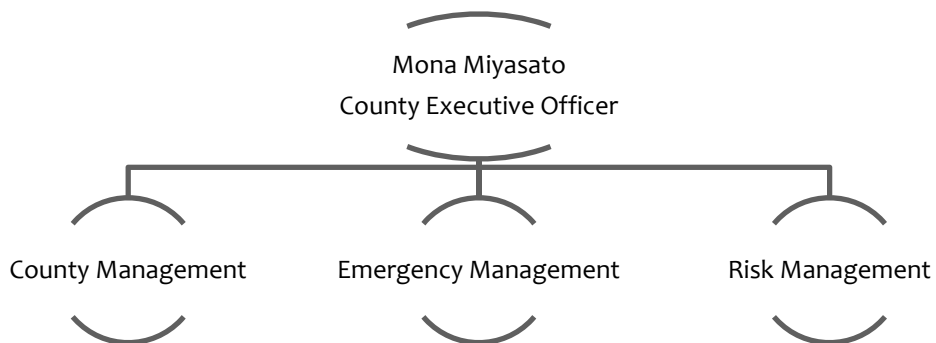 Mona Miyasato
County Executive Officer
County Management
Emergency Management
Risk Management